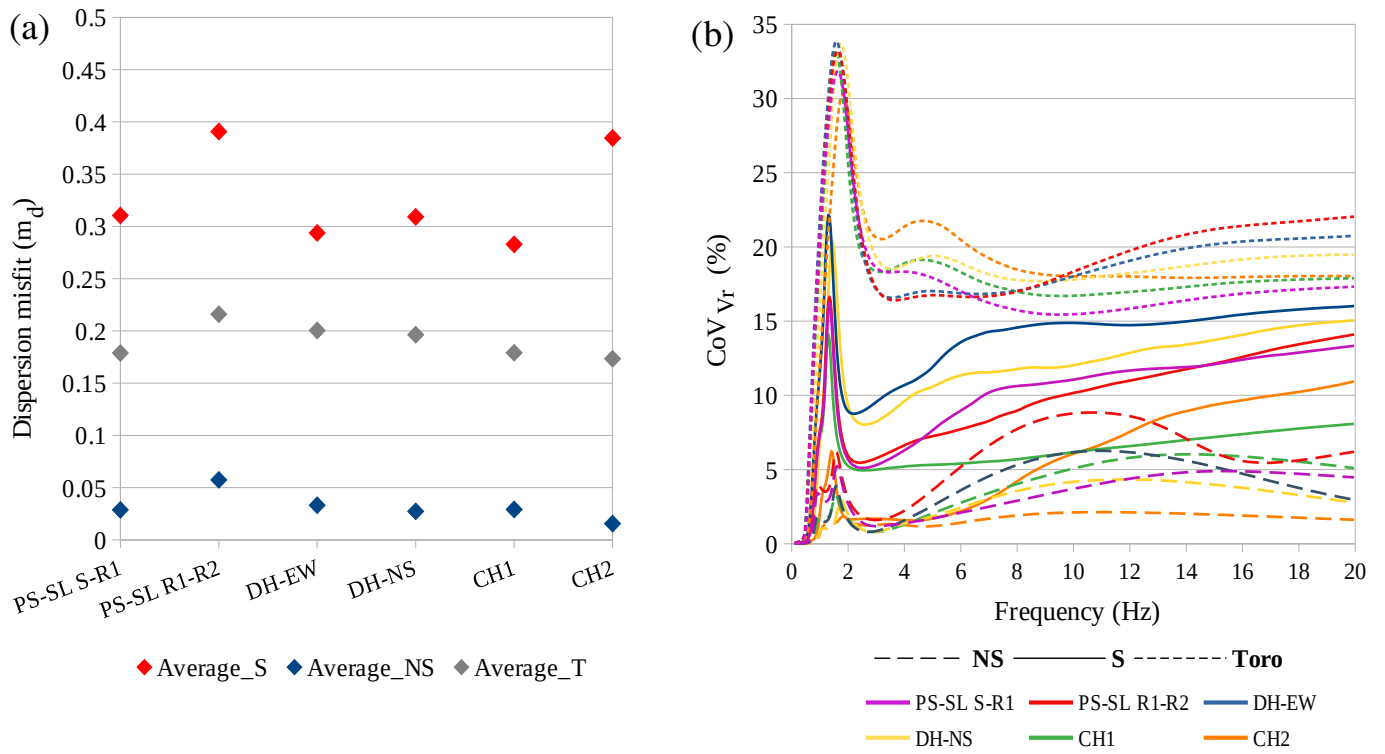 (a)
0.5
0.45
0.4
0.35
0.3
0.25
0.2
0.15
0.1
0.05
0
Dispersion misfit (m_d)
PS-SL S-R1
PS-SL R1-R2
DH-EW
DH-NS
CH1
CH2
Average_S Average_NS Average_T
(b)
35
30
25
20
15
10
5
0
CoV Vr (%)
0 2 4 6 8 10 12 14 16 18 20
Frequency (Hz)
NS S Toro
PS-SL S-R1 PS-SL R1-R2 DH-EW
DH-NS CH1 CH2